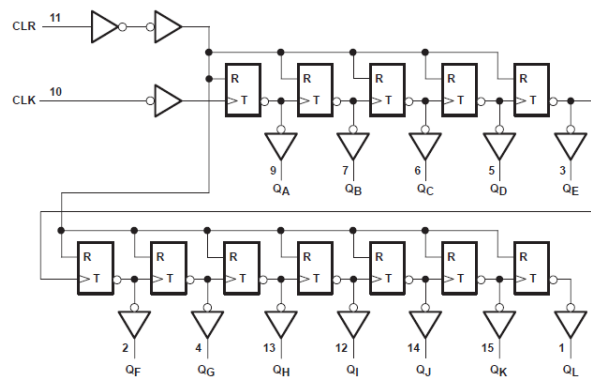 CLR 11
R R R R R
CLK 10
T T T T T
9 7 6 5 3
QA QB QC QD QE
R R R R R R R
T T T T T T T
2 4 13 12 14 15 1
QF QG QH QI QJ QK QL